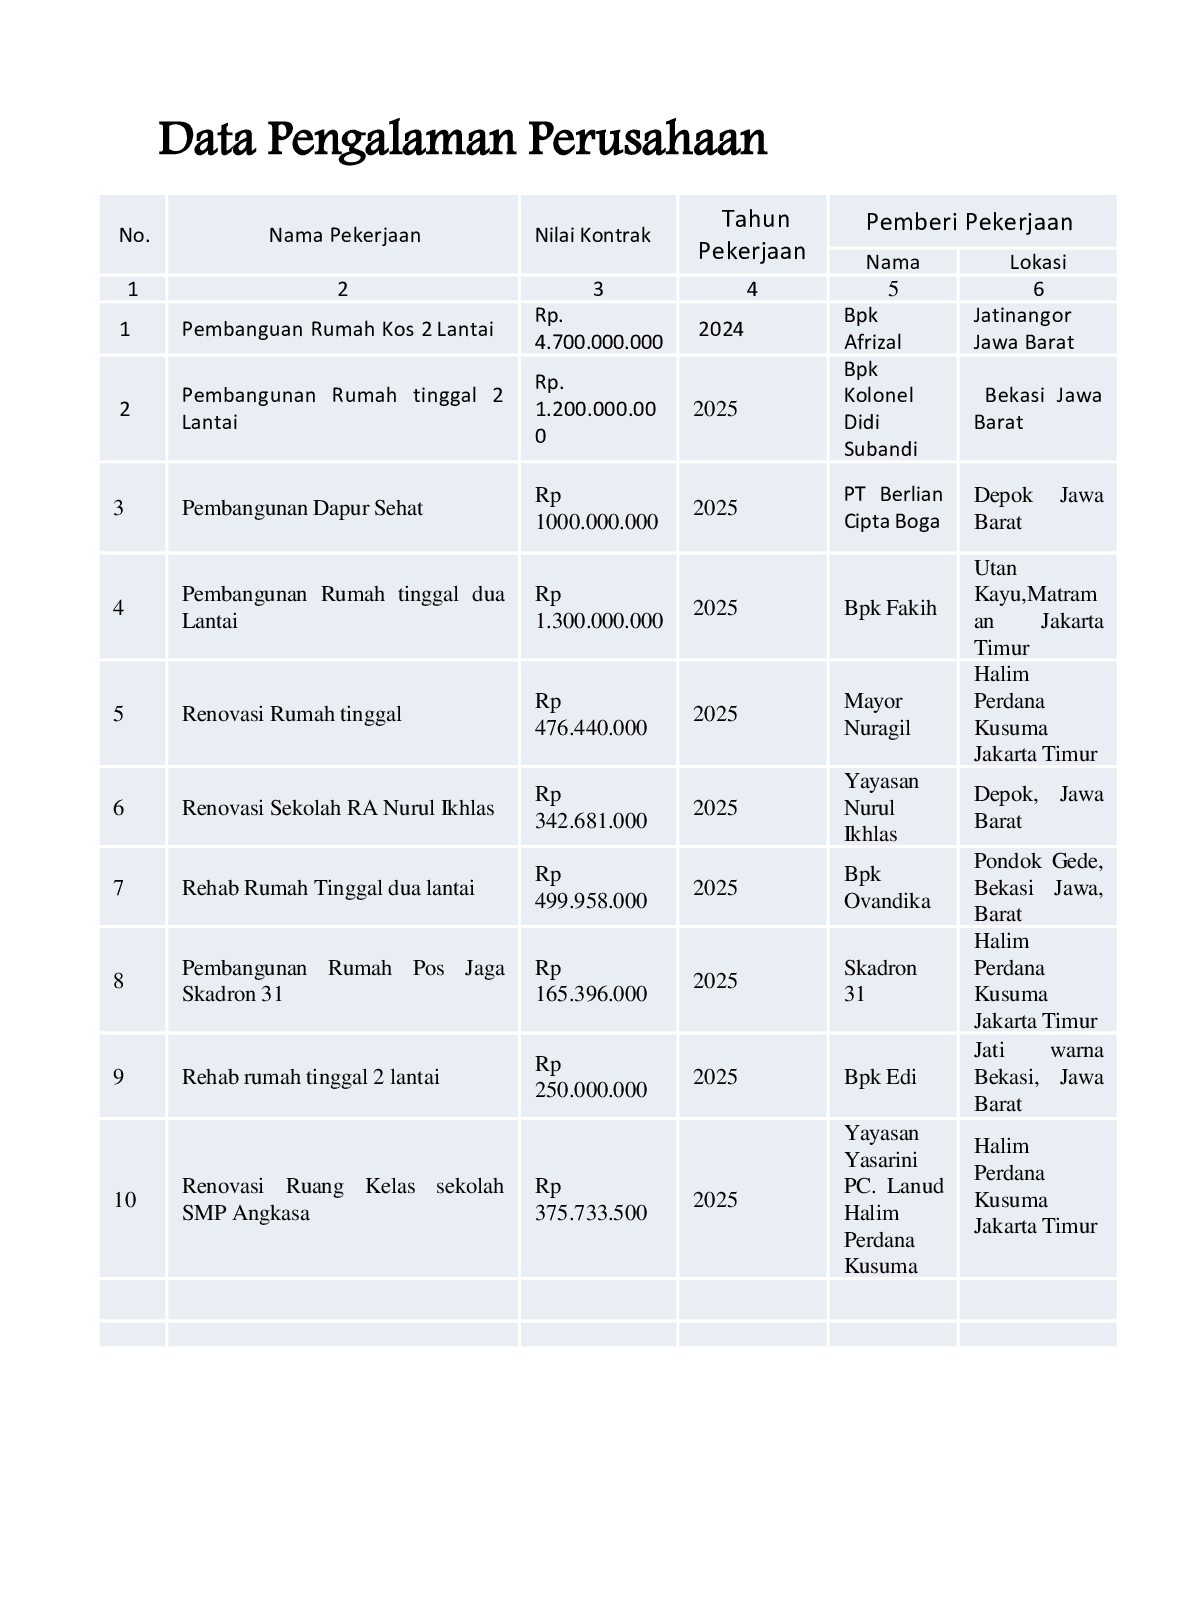 Data Pengalaman Perusahaan
No.
Nama Pekerjaan
Nilai Kontrak
Tahun
Pekerjaan
Pemberi Pekerjaan
Nama
Lokasi
1
2
3
4
5
6
1
Pembanguan Rumah Kos 2 Lantai
Rp.
4.700.000.000
2024
Bpk
Afrizal
Jatinangor
Jawa Barat
2
Pembangunan Rumah tinggal 2
Lantai
Rp.
1.200.000.00
0
2025
Bpk
Kolonel
Didi
Subandi
Bekasi Jawa
Barat
3
Pembangunan Dapur Sehat
Rp
1000.000.000
2025
PT Berlian
Cipta Boga
Depok Jawa
Barat
4
Pembangunan Rumah tinggal dua
Lantai
Rp
1.300.000.000
2025
Bpk Fakih
Utan
Kayu,Matram
an Jakarta
Timur
5
Renovasi Rumah tinggal
Rp
476.440.000
2025
Mayor
Nuragil
Halim
Perdana
Kusuma
Jakarta Timur
6
Renovasi Sekolah RA Nurul Ikhlas
Rp
342.681.000
2025
Yayasan
Nurul
Ikhlas
Depok, Jawa
Barat
7
Rehab Rumah Tinggal dua lantai
Rp
499.958.000
2025
Bpk
Ovandika
Pondok Gede,
Bekasi Jawa,
Barat
8
Pembangunan Rumah Pos Jaga
Skadron 31
Rp
165.396.000
2025
Skadron
31
Halim
Perdana
Kusuma
Jakarta Timur
9
Rehab rumah tinggal 2 lantai
Rp
250.000.000
2025
Bpk Edi
Jati warna
Bekasi, Jawa
Barat
10
Renovasi Ruang Kelas sekolah
SMP Angkasa
Rp
375.733.500
2025
Yayasan
Yasarini
PC. Lanud
Halim
Perdana
Kusuma
Halim
Perdana
Kusuma
Jakarta Timur